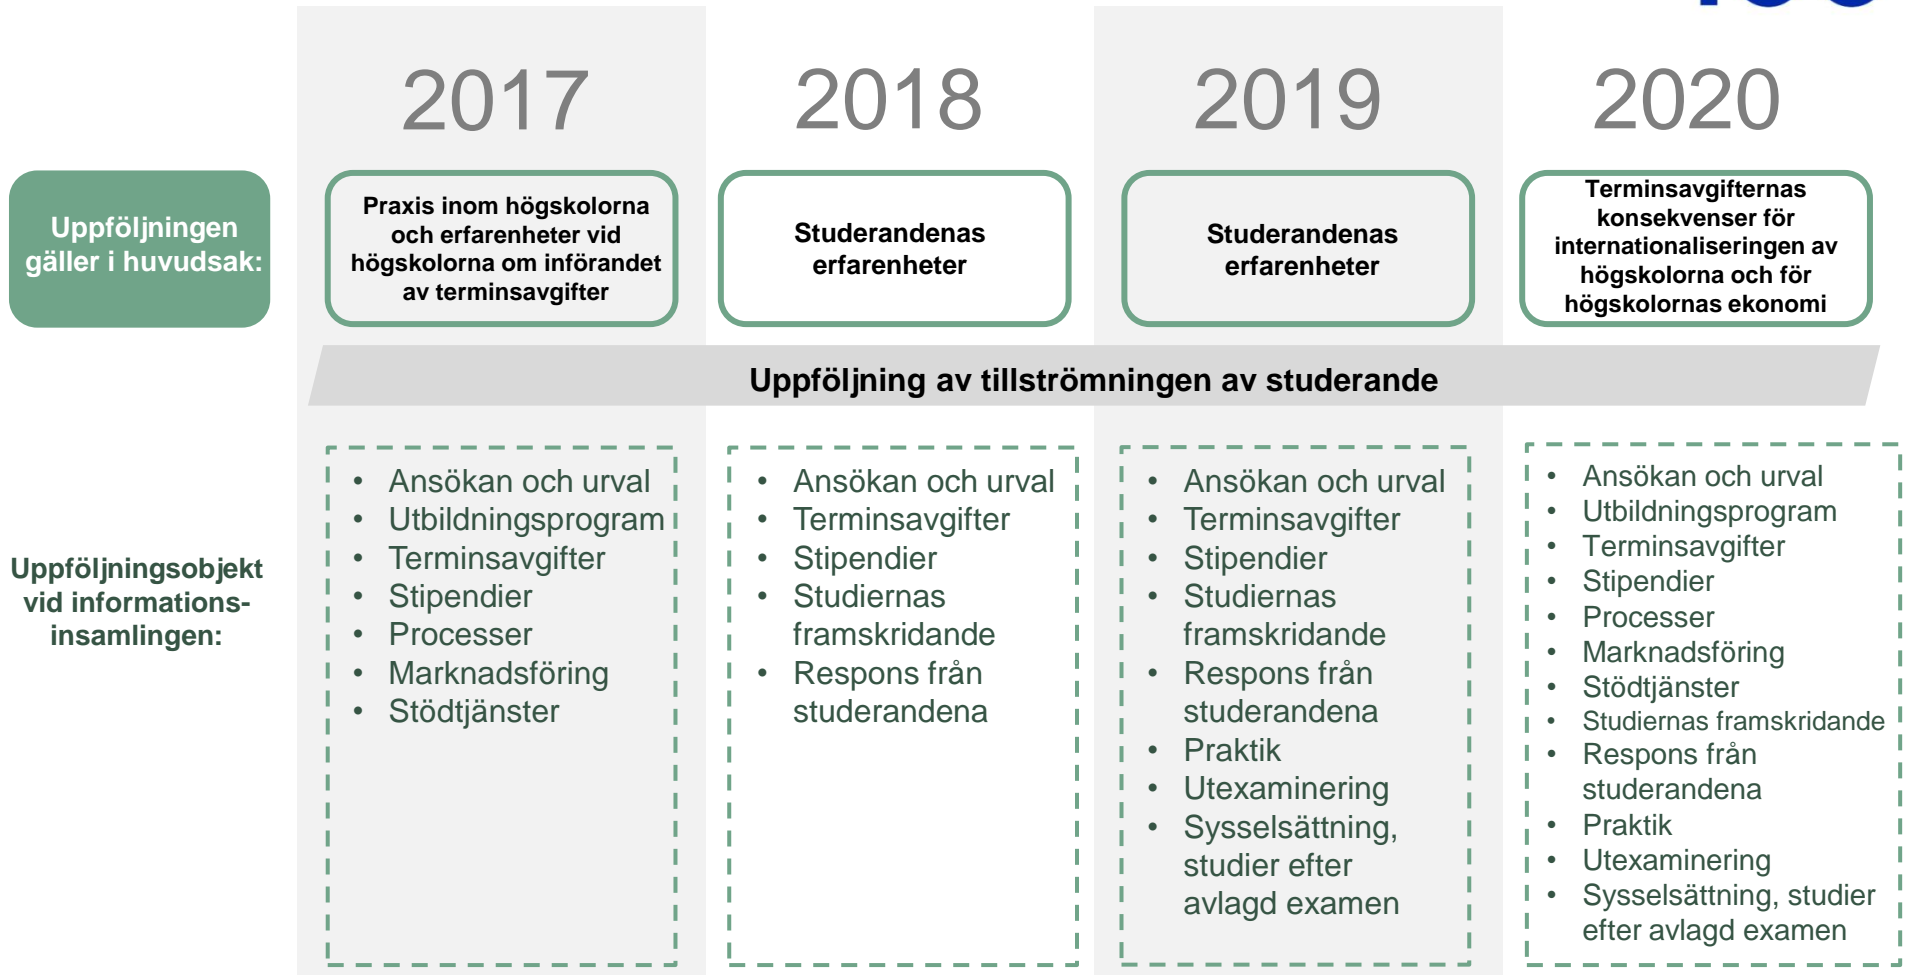 2017
2018
2019
2020
Uppföljningen
gäller i huvudsak:
Praxis inom högskolorna
och erfarenheter vid
högskolorna om införandet
av terminsavgifter
Studerandenas
erfarenheter
Studerandenas
erfarenheter
Terminsavgifternas
konsekvenser för
internationaliseringen av
högskolorna och för
högskolornas ekonomi
Uppföljning av tillströmningen av studerande
Uppföljningsobjekt
vid informations-
insamlingen:
• Ansökan och urval
• Utbildningsprogram
• Terminsavgifter
• Stipendier
• Processer
• Marknadsföring
• Stödtjänster
• Ansökan och urval
• Terminsavgifter
• Stipendier
• Studiernas
framskridande
• Respons från
studerandena
• Ansökan och urval
• Terminsavgifter
• Stipendier
• Studiernas
framskridande
• Respons från
studerandena
• Praktik
• Utexaminering
• Sysselsättning,
studier efter
avlagd examen
• Ansökan och urval
• Utbildningsprogram
• Terminsavgifter
• Stipendier
• Processer
• Marknadsföring
• Stödtjänster
• Studiernas framskridande
• Respons från
studerandena
• Praktik
• Utexaminering
• Sysselsättning, studier
efter avlagd examen